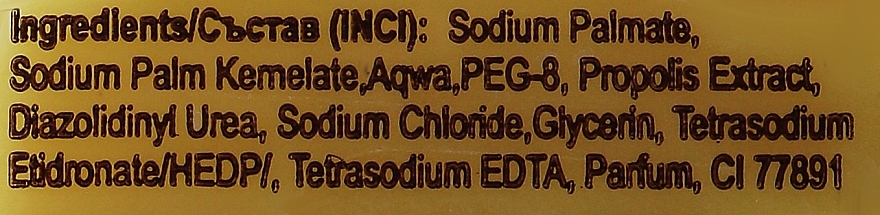 Ingredients/Състав (INCI): Sodium Palmate,
Sodium Palm Kernelate,Aqwa,PEG-8, Propolis Extract,
Diazolidinyl Urea, Sodium Chloride,Glycerin, Tetrasodium
Etidronate/HEDP/, Tetrasodium EDTA, Parfum, CI 77891